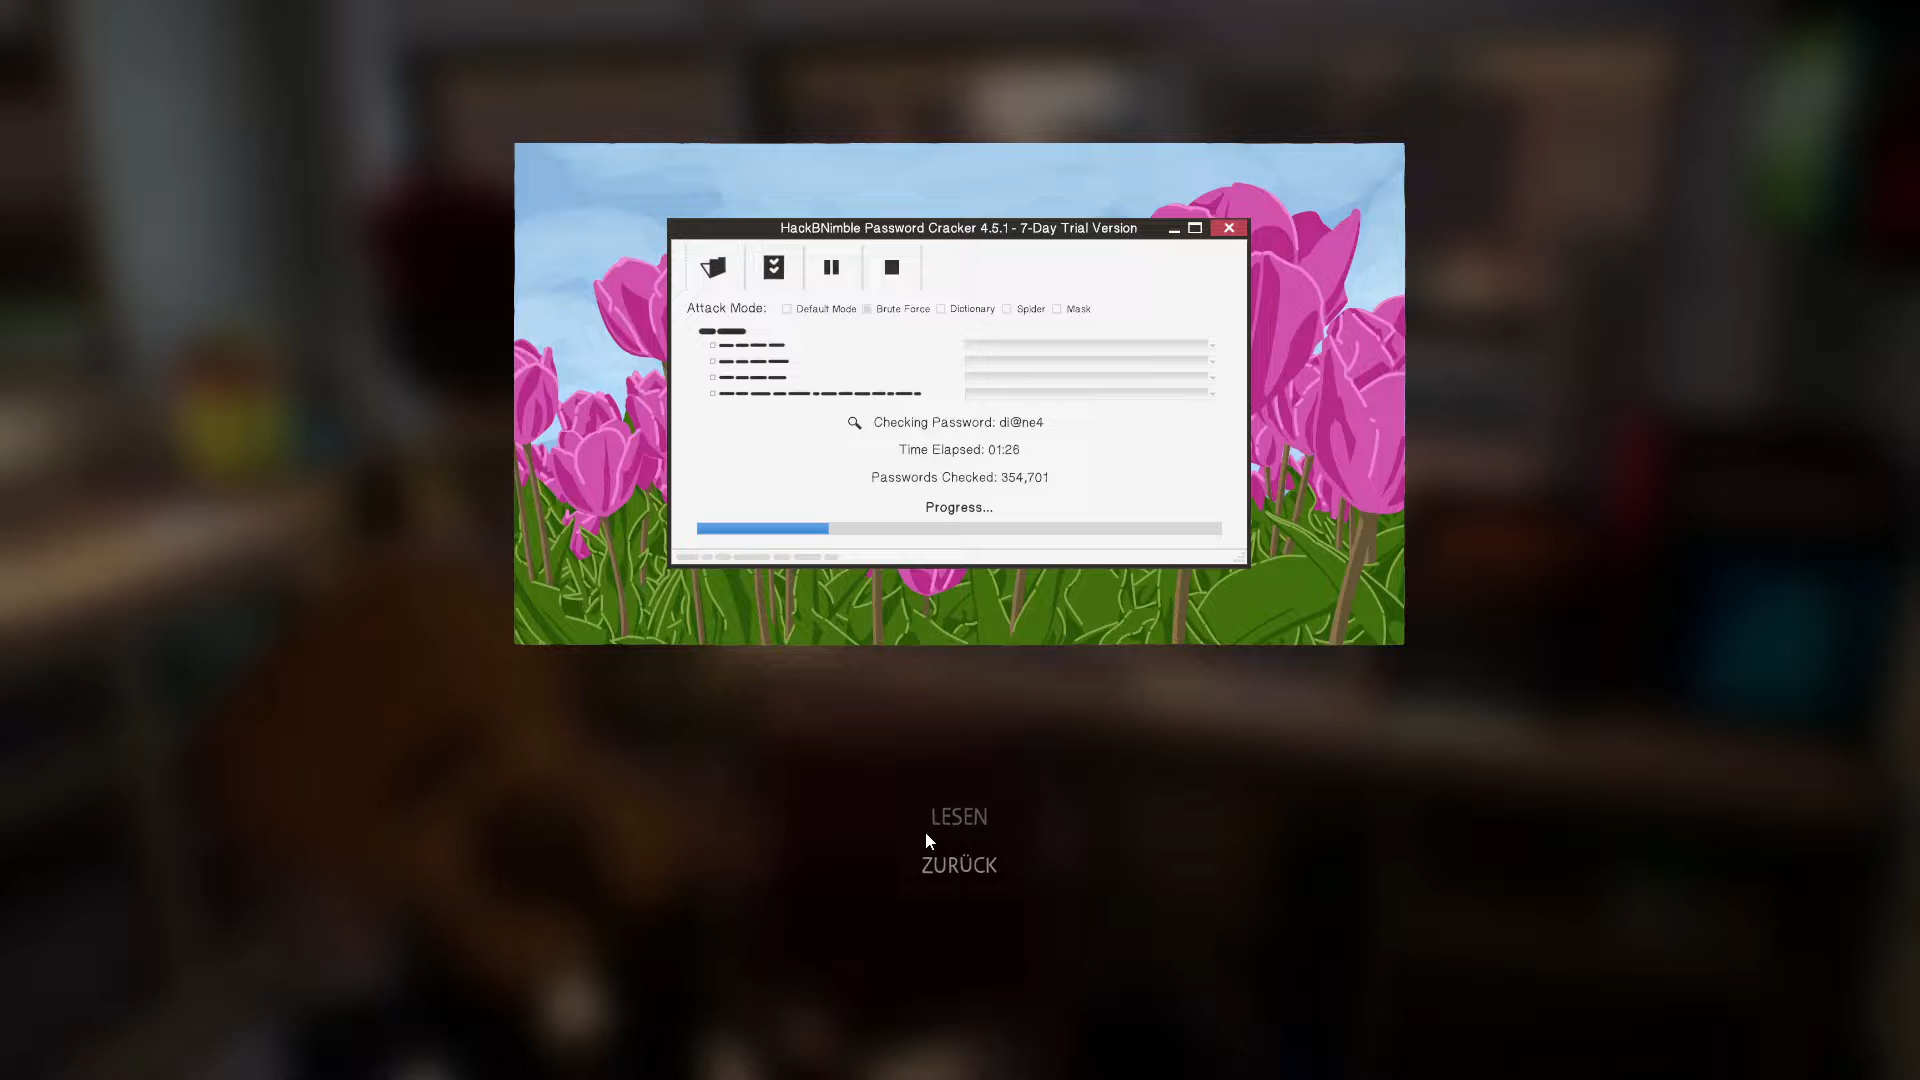 HackBNimble Password Cracker 4.5.1 - 7-Day Trial Version
Attack Mode: Default Mode Brute Force Dictionary Spider Mask
Checking Password: di@ne4
Time Elapsed: 01:26
Passwords Checked: 354,701
Progress...
LESEN
ZURÜCK